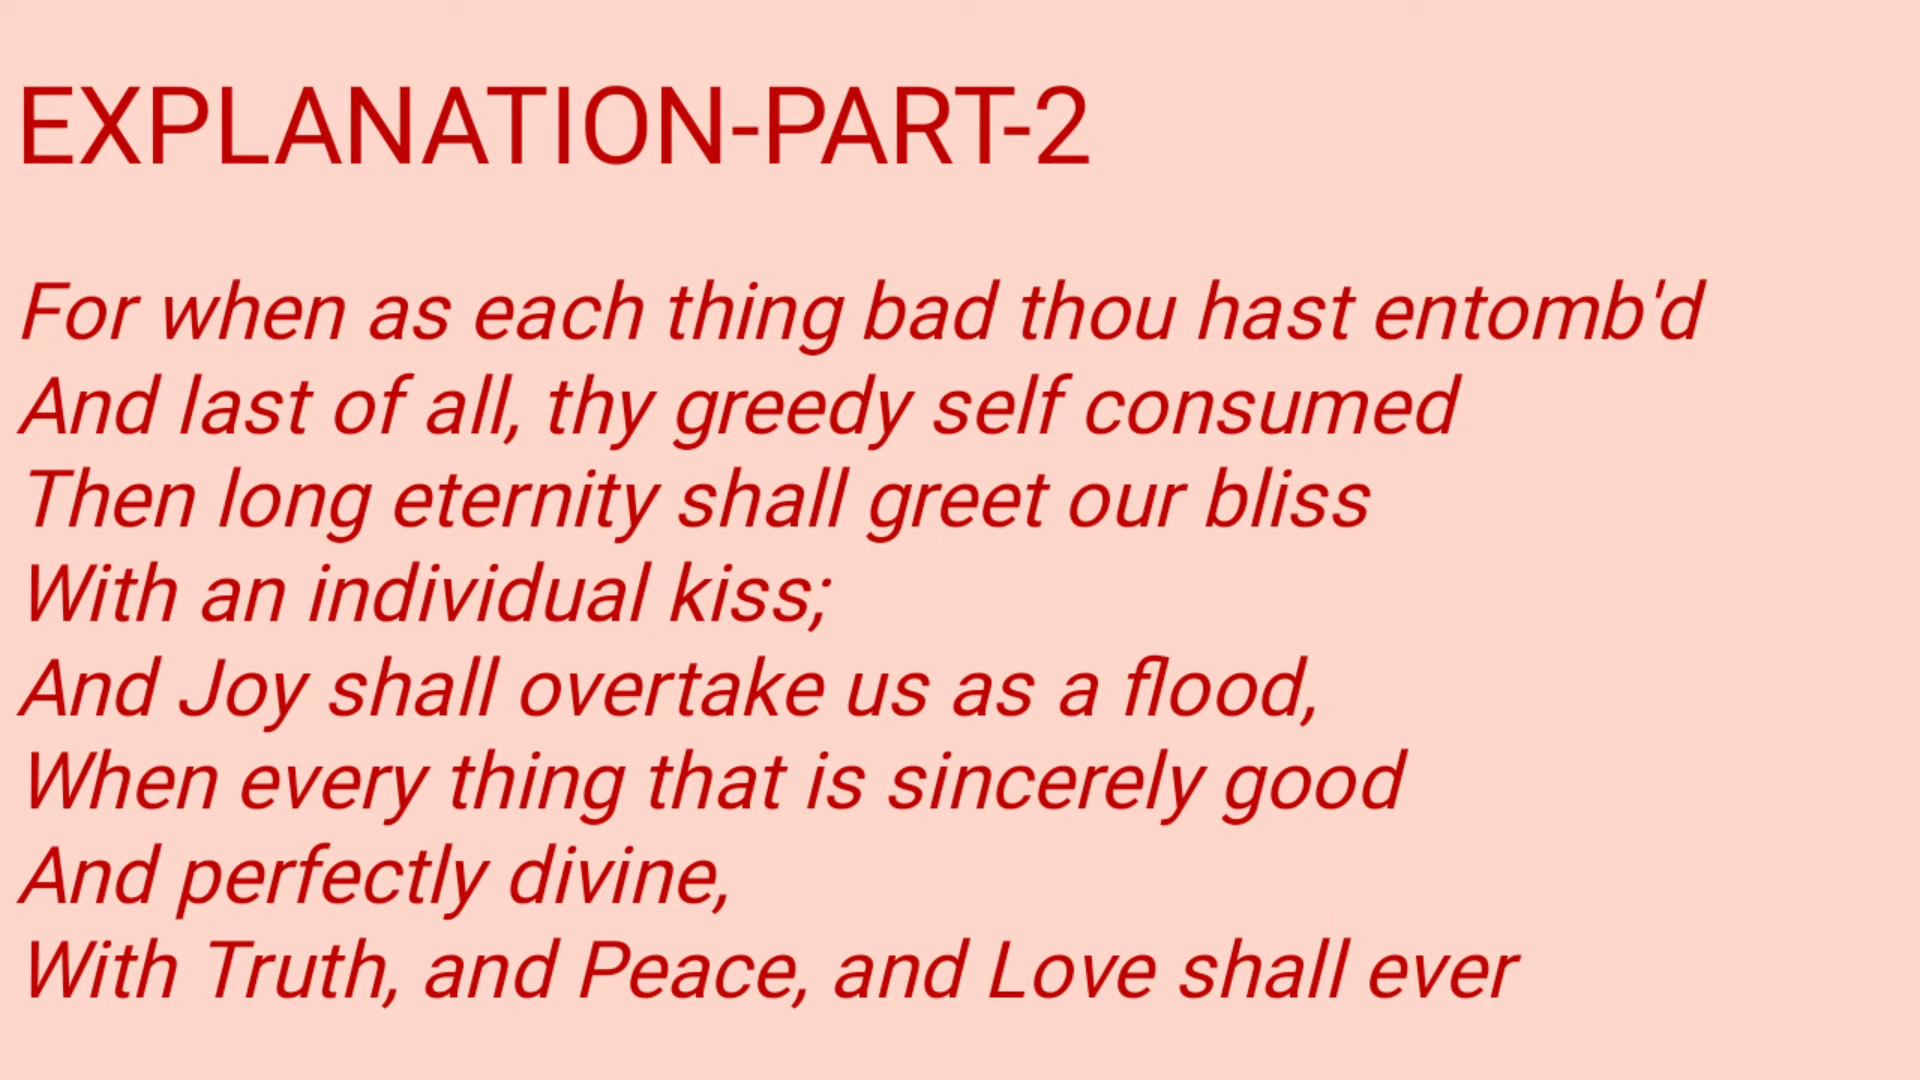 EXPLANATION-PART-2
For when as each thing bad thou hast entomb'd
And last of all, thy greedy self consumed
Then long eternity shall greet our bliss
With an individual kiss;
And Joy shall overtake us as a flood,
When every thing that is sincerely good
And perfectly divine,
With Truth, and Peace, and Love shall ever